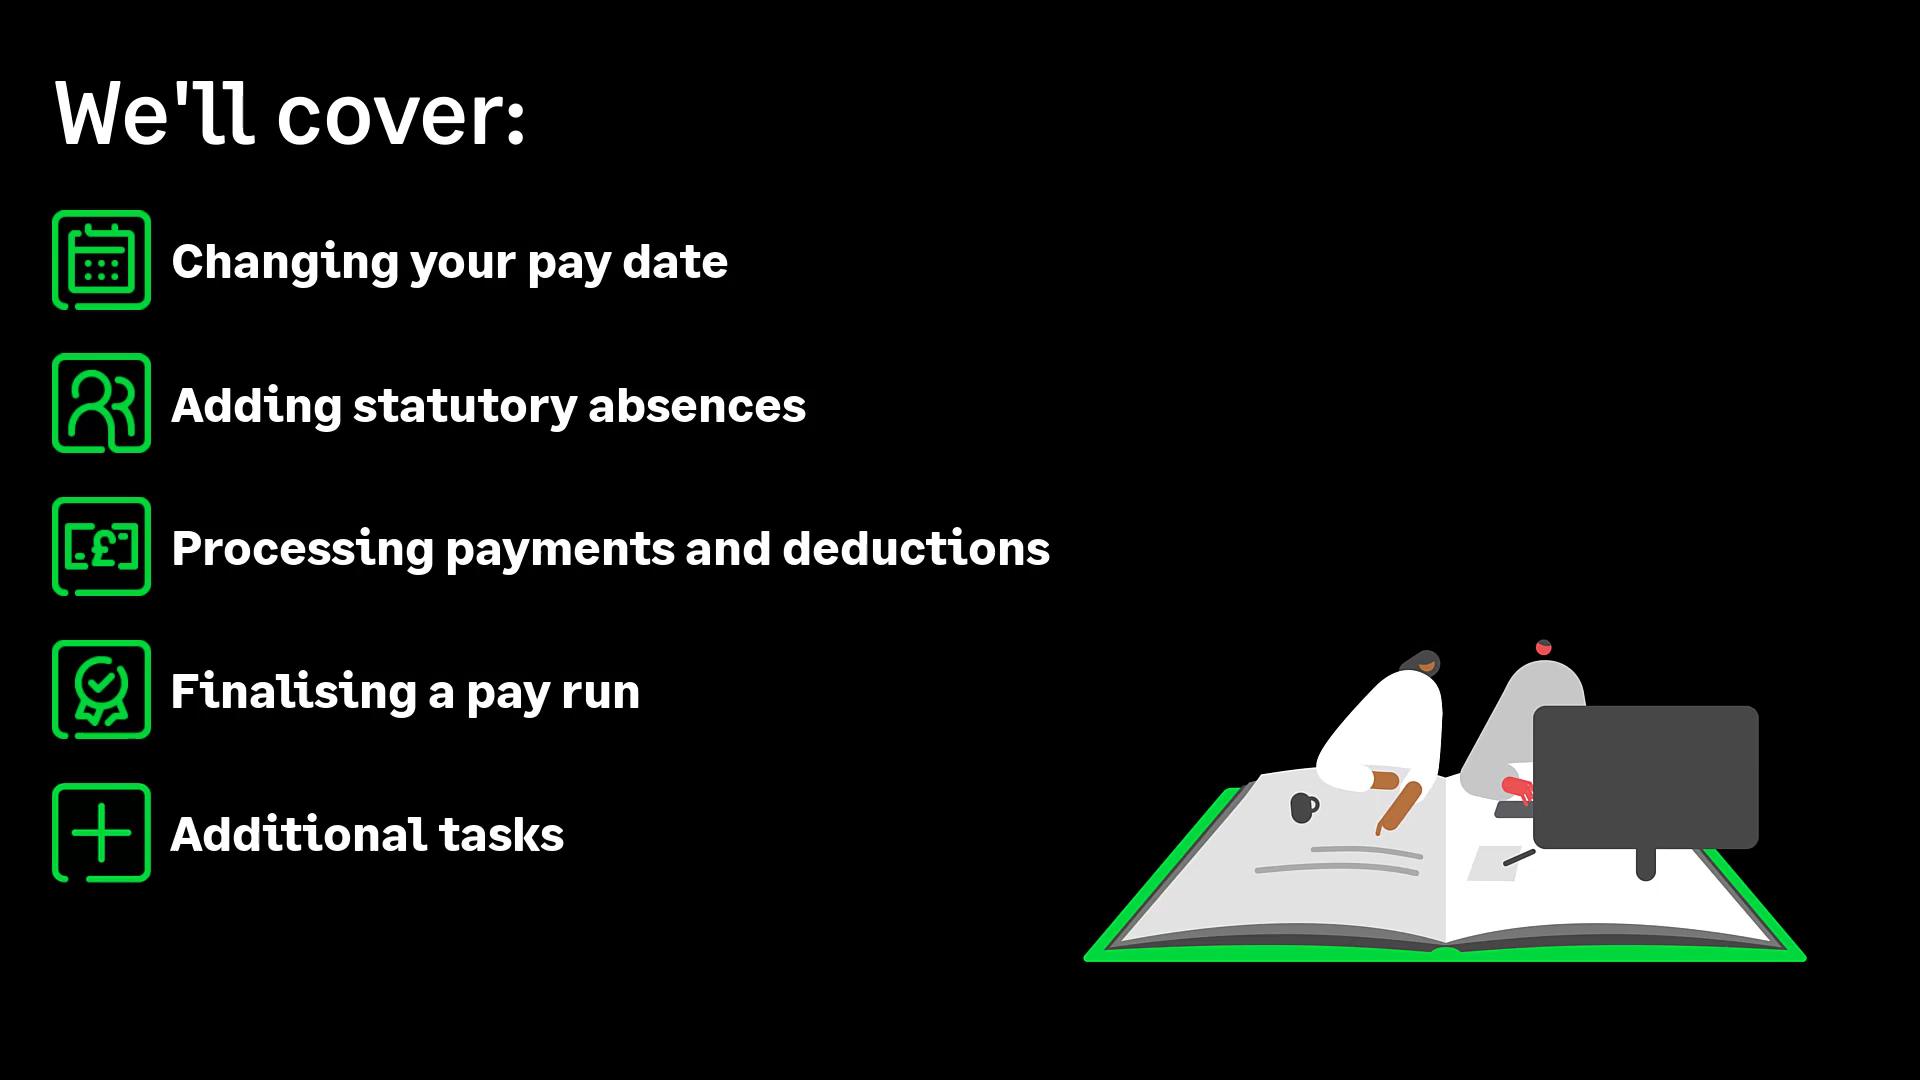 We'll cover:
Changing your pay date
Adding statutory absences
Processing payments and deductions
Finalising a pay run
Additional tasks